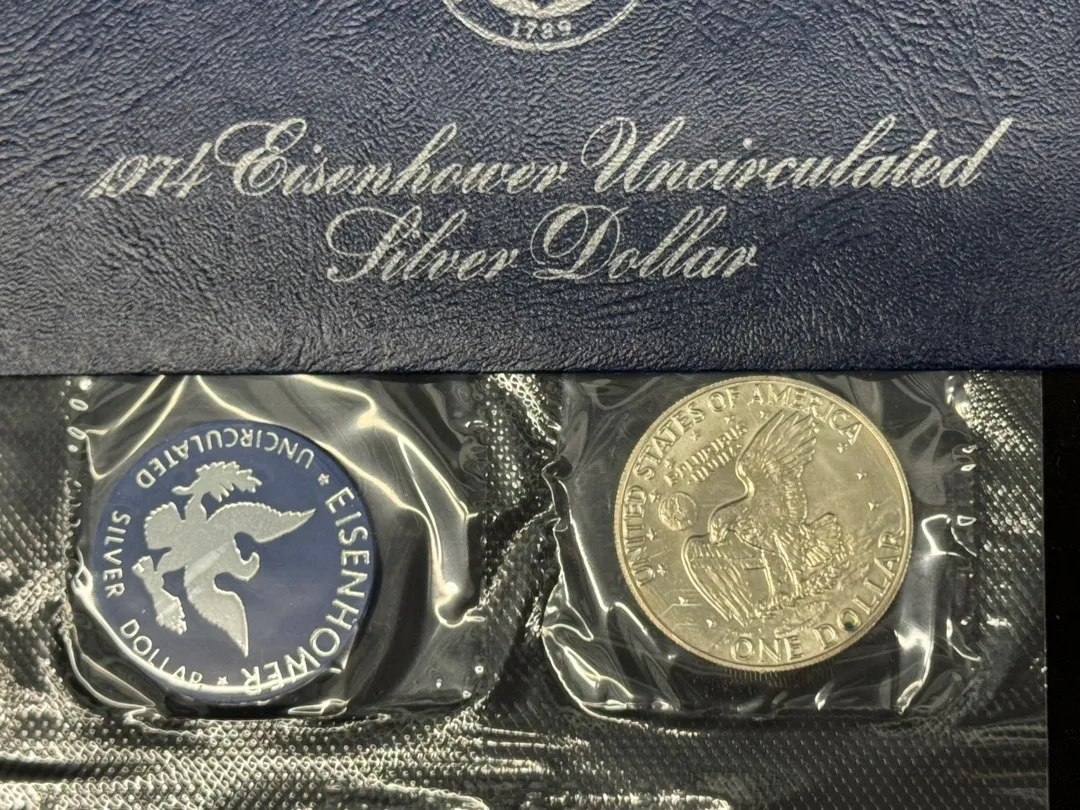 1789
1974 Eisenhower Uncirculated
Silver Dollar
EISENHOWER
UNCIRCULATED
SILVER
DOLLAR
UNITED STATES OF AMERICA
E PLURIBUS
UNUM
ONE DOLLAR